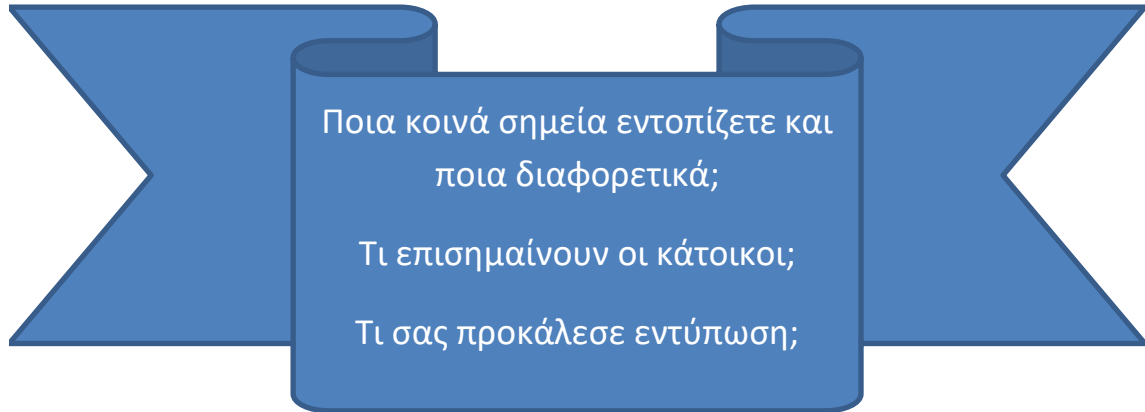 Ποια κοινά σημεία εντοπίζετε και
ποια διαφορετικά;
Τι επισημαίνουν οι κάτοικοι;
Τι σας προκάλεσε εντύπωση;